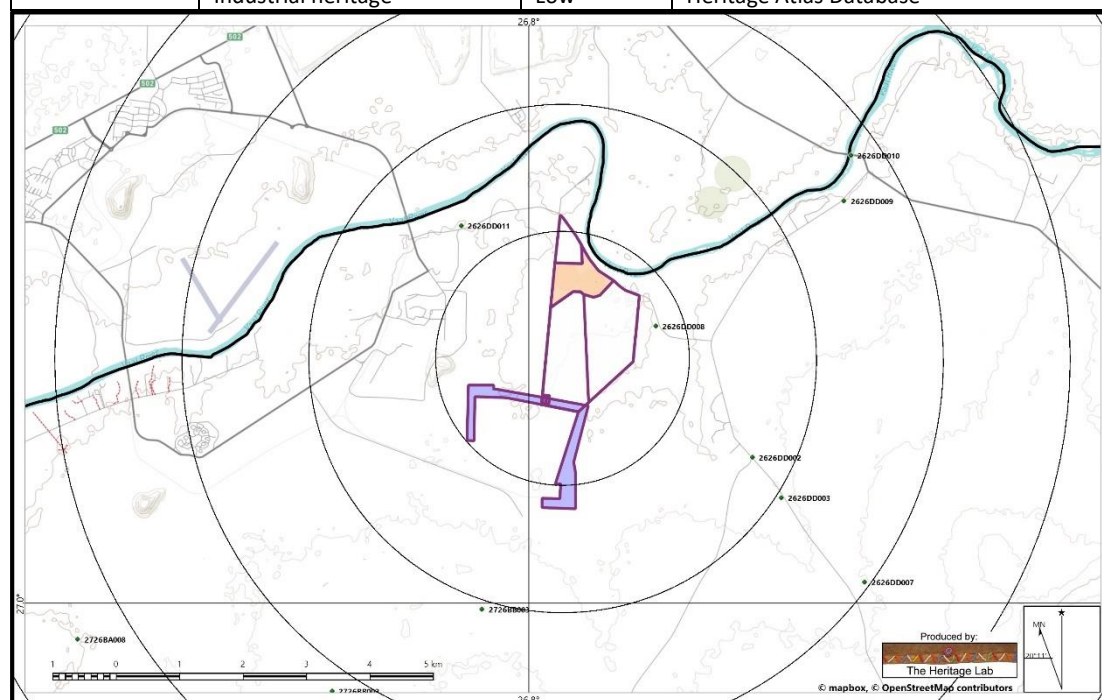 Industrial heritage Low Heritage Atlas Database
26.8°
502
502
502
2626DD010
2626DD009
2626DD011
2626DD008
2626DD002
2626DD003
2626DD007
27.0°
2726BB003
2726BA008
1 0 1 2 3 4 5 km
MN
Produced by:
The Heritage Lab
© mapbox, © OpenStreetMap contributors
26.8°